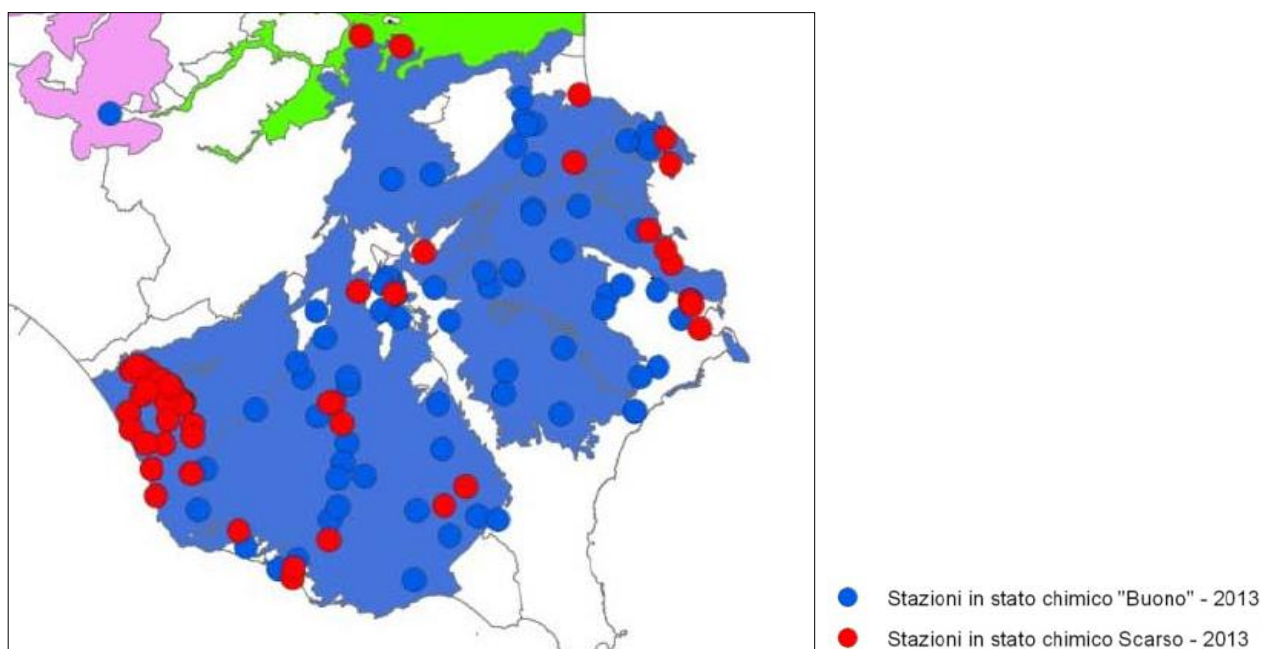 Stazioni in stato chimico "Buono" - 2013
Stazioni in stato chimico Scarso - 2013